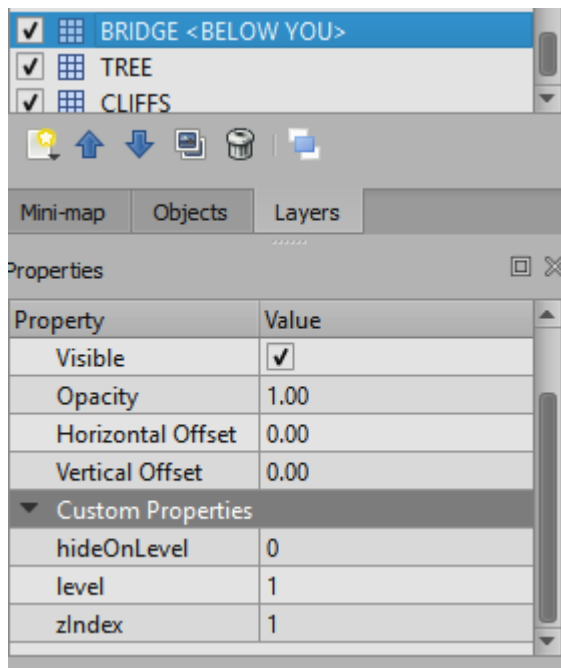 BRIDGE <BELOW YOU>
TREE
CLIFFS
Mini-map Objects Layers
Properties
Property Value
Visible
Opacity 1.00
Horizontal Offset 0.00
Vertical Offset 0.00
Custom Properties
hideOnLevel 0
level 1
zIndex 1